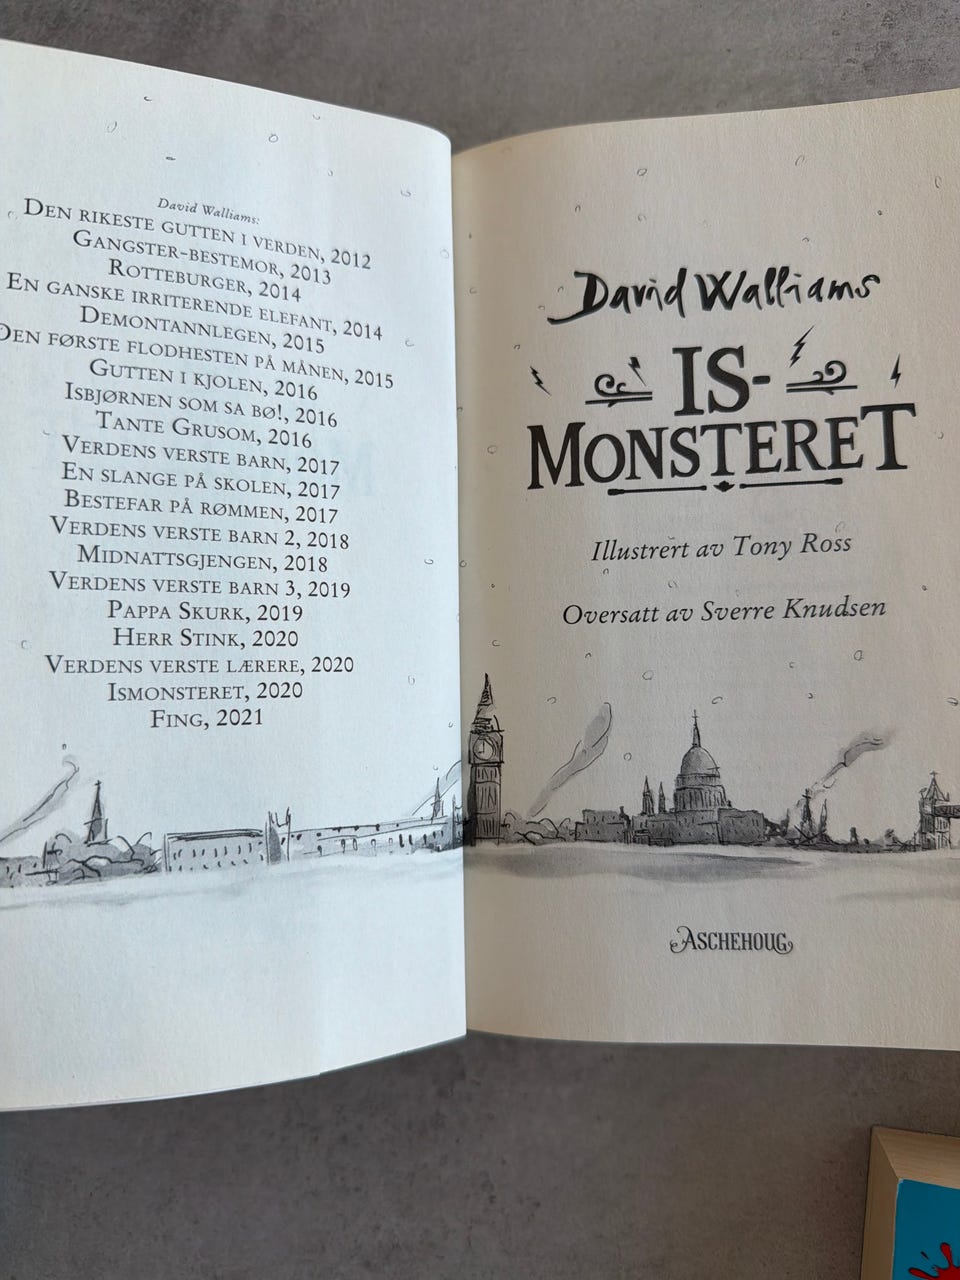 David Walliams:
DEN RIKESTE GUTTEN I VERDEN, 2012
GANGSTER-BESTEMOR, 2013
ROTTEBURGER, 2014
EN GANSKE IRRITERENDE ELEFANT, 2014
DEMONTANNLEGEN, 2015
DEN FØRSTE FLODHESTEN PÅ MÅNEN, 2015
GUTTEN I KJOLEN, 2016
ISBJØRNEN SOM SA BØ!, 2016
TANTE GRUSOM, 2016
VERDENS VERSTE BARN, 2017
EN SLANGE PÅ SKOLEN, 2017
BESTEFAR PÅ RØMMEN, 2017
VERDENS VERSTE BARN 2, 2018
MIDNATTSGJENGEN, 2018
VERDENS VERSTE BARN 3, 2019
PAPPA SKURK, 2019
HERR STINK, 2020
VERDENS VERSTE LÆRERE, 2020
ISMONSTERET, 2020
FING, 2021
David Walliams
IS-
MONSTERET
Illustrert av Tony Ross
Oversatt av Sverre Knudsen
ASCHEHOUG